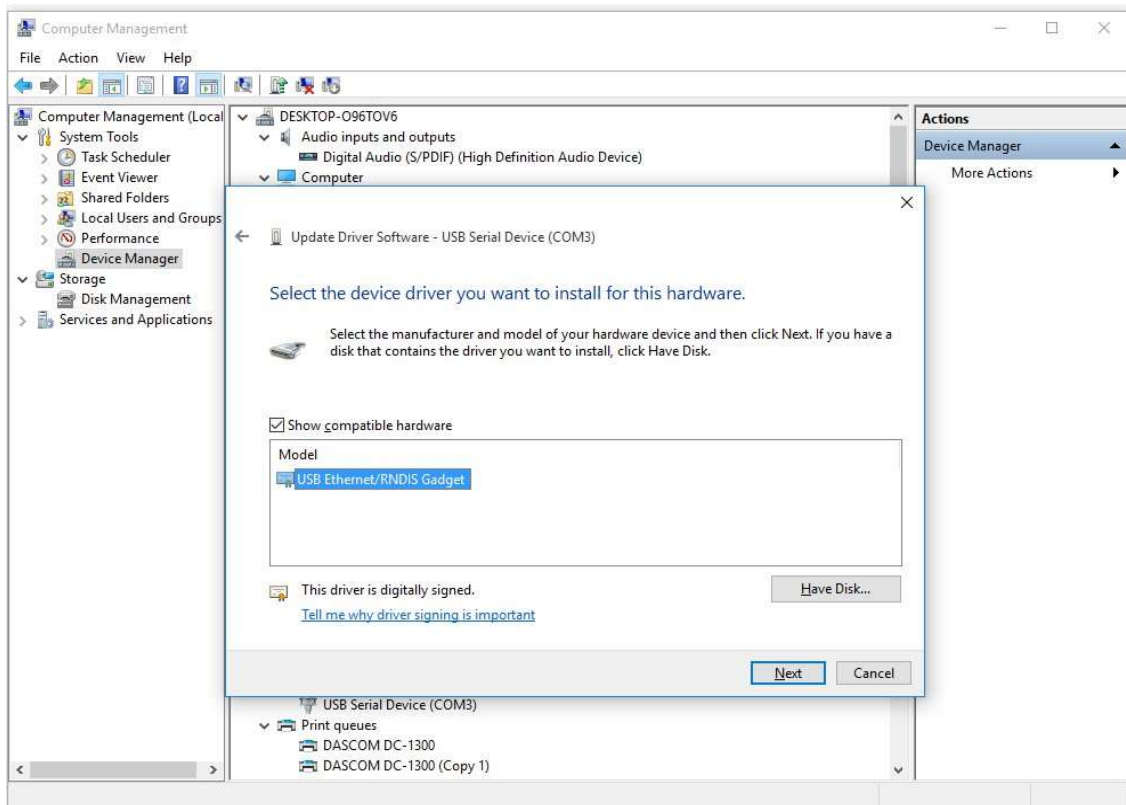 Computer Management
File Action View Help
Computer Management (Local
System Tools
Task Scheduler
Event Viewer
Shared Folders
Local Users and Groups
Performance
Device Manager
Storage
Disk Management
Services and Applications
DESKTOP-O96TOV6
Audio inputs and outputs
Digital Audio (S/PDIF) (High Definition Audio Device)
Computer
Update Driver Software - USB Serial Device (COM3)
Select the device driver you want to install for this hardware.
Select the manufacturer and model of your hardware device and then click Next. If you have a
disk that contains the driver you want to install, click Have Disk.
Show compatible hardware
Model
USB Ethernet/RNDIS Gadget
This driver is digitally signed.
Have Disk...
Tell me why driver signing is important
Next
Cancel
USB Serial Device (COM3)
Print queues
DASCOM DC-1300
DASCOM DC-1300 (Copy 1)
Actions
Device Manager
More Actions